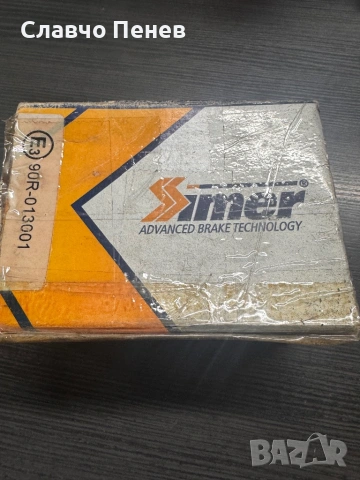 Славчо Пенев
E3
90R-013001
Simer®
ADVANCED BRAKE TECHNOLOGY
BAZAR